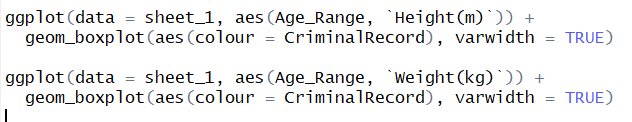 ggplot(data = sheet_1, aes(Age_Range, `Height(m)`)) +
  geom_boxplot(aes(colour = CriminalRecord), varwidth = TRUE)
ggplot(data = sheet_1, aes(Age_Range, `Weight(kg)`)) +
  geom_boxplot(aes(colour = CriminalRecord), varwidth = TRUE)